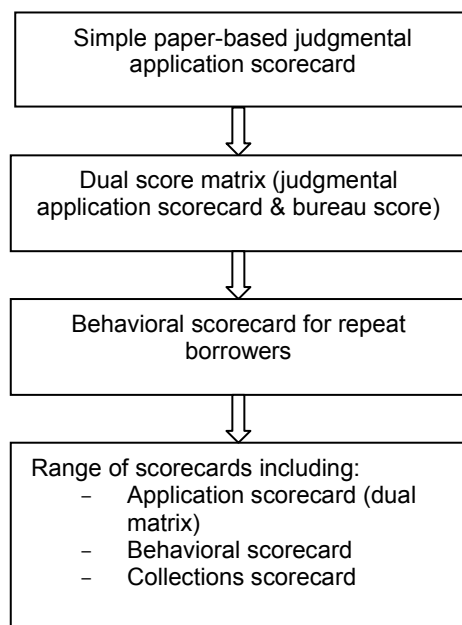 Simple paper-based judgmental
application scorecard
Dual score matrix (judgmental
application scorecard & bureau score)
Behavioral scorecard for repeat
borrowers
Range of scorecards including:
- Application scorecard (dual
matrix)
- Behavioral scorecard
- Collections scorecard